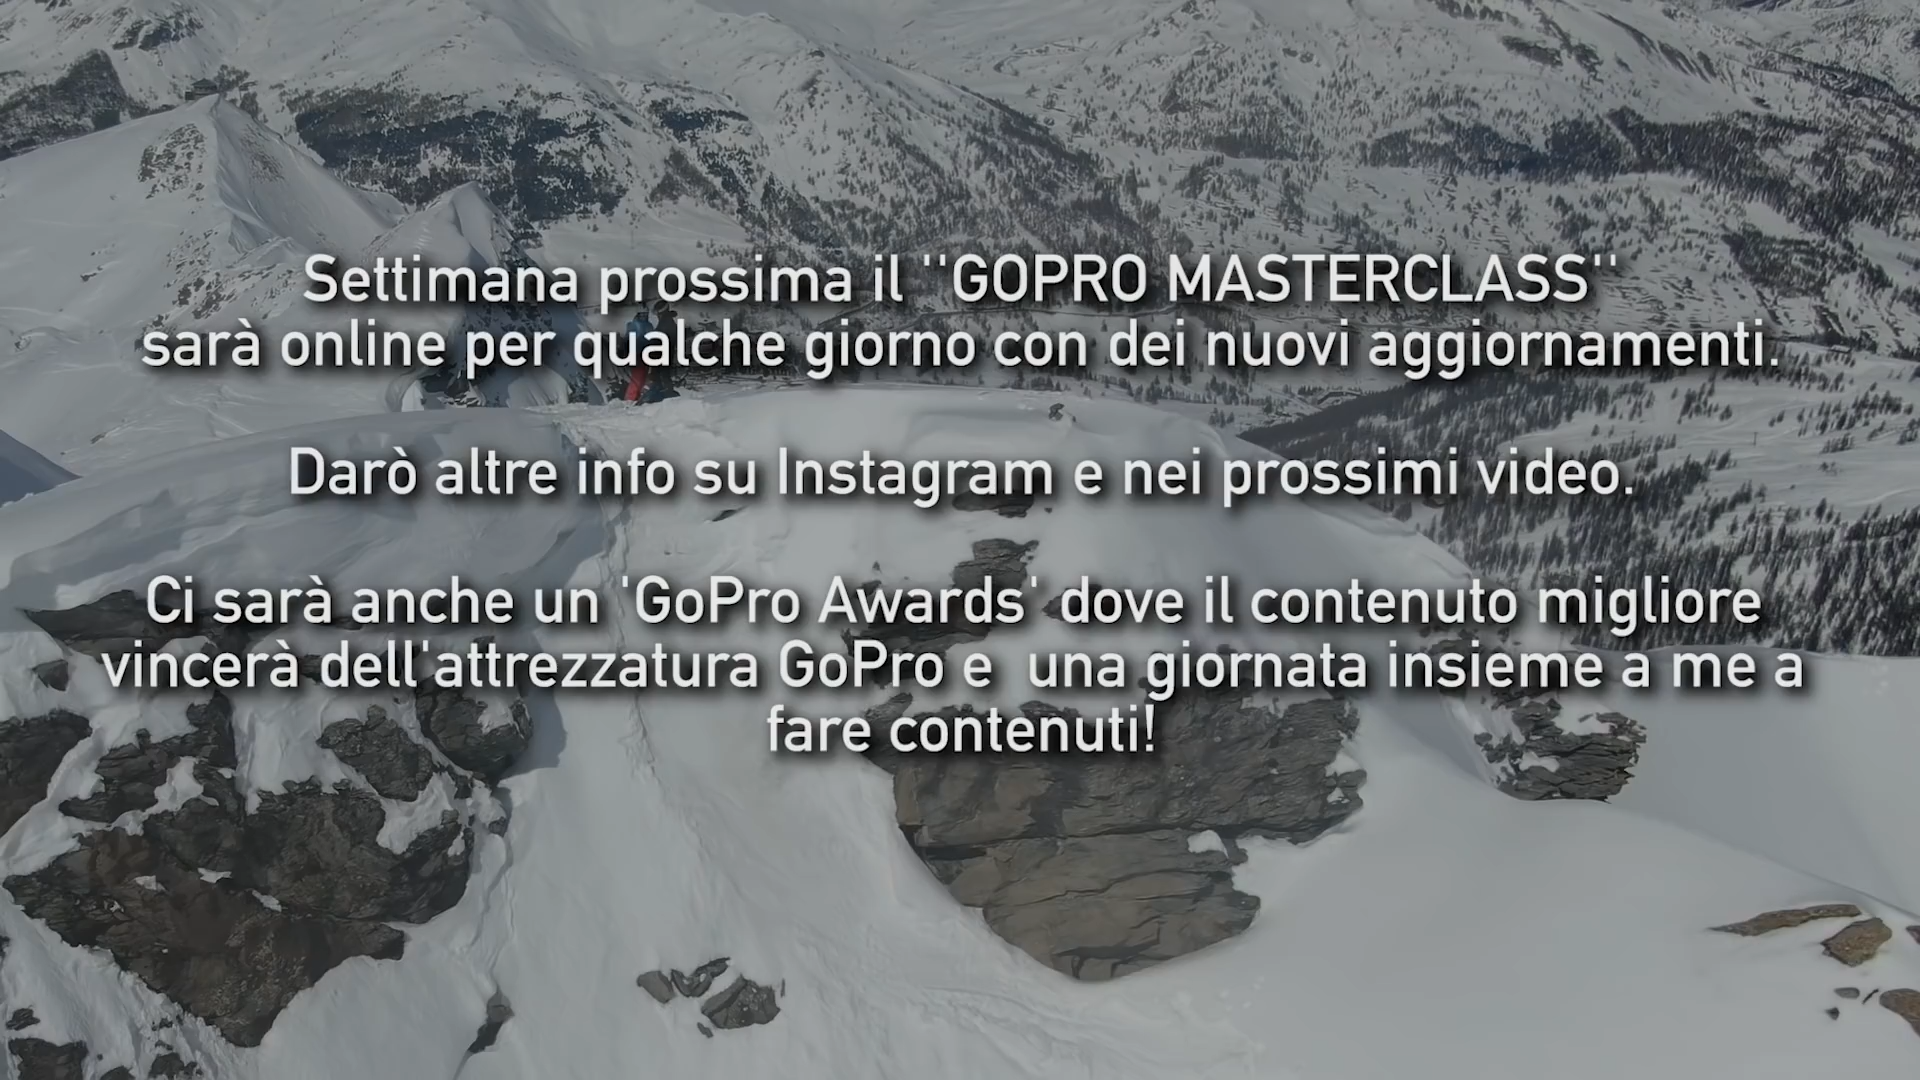 Settimana prossima il "GOPRO MASTERCLASS"
sarà online per qualche giorno con dei nuovi aggiornamenti.
Darò altre info su Instagram e nei prossimi video.
Ci sarà anche un 'GoPro Awards' dove il contenuto migliore
vincerà dell'attrezzatura GoPro e  una giornata insieme a me a
fare contenuti!